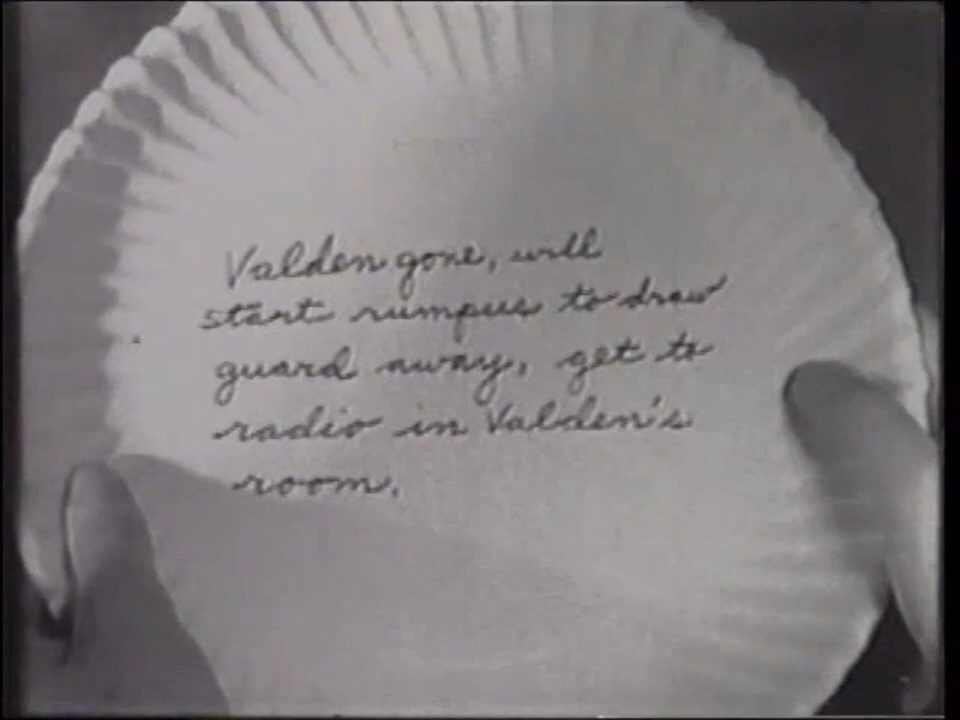 Valden gone, will
start rumpus to draw
guard away, get to
radio in Valden's
room.